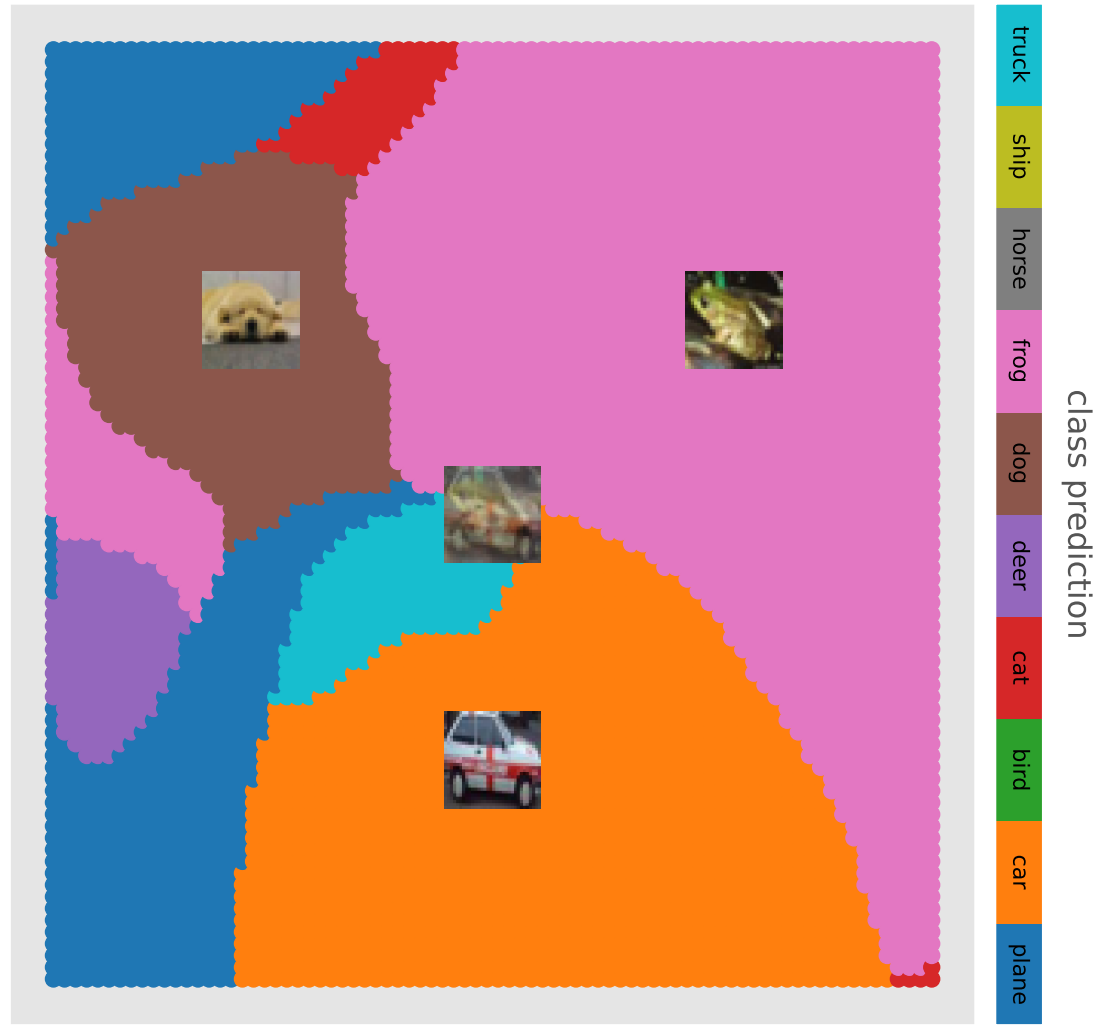 truck
ship
horse
frog
dog
deer
cat
bird
car
plane
class prediction